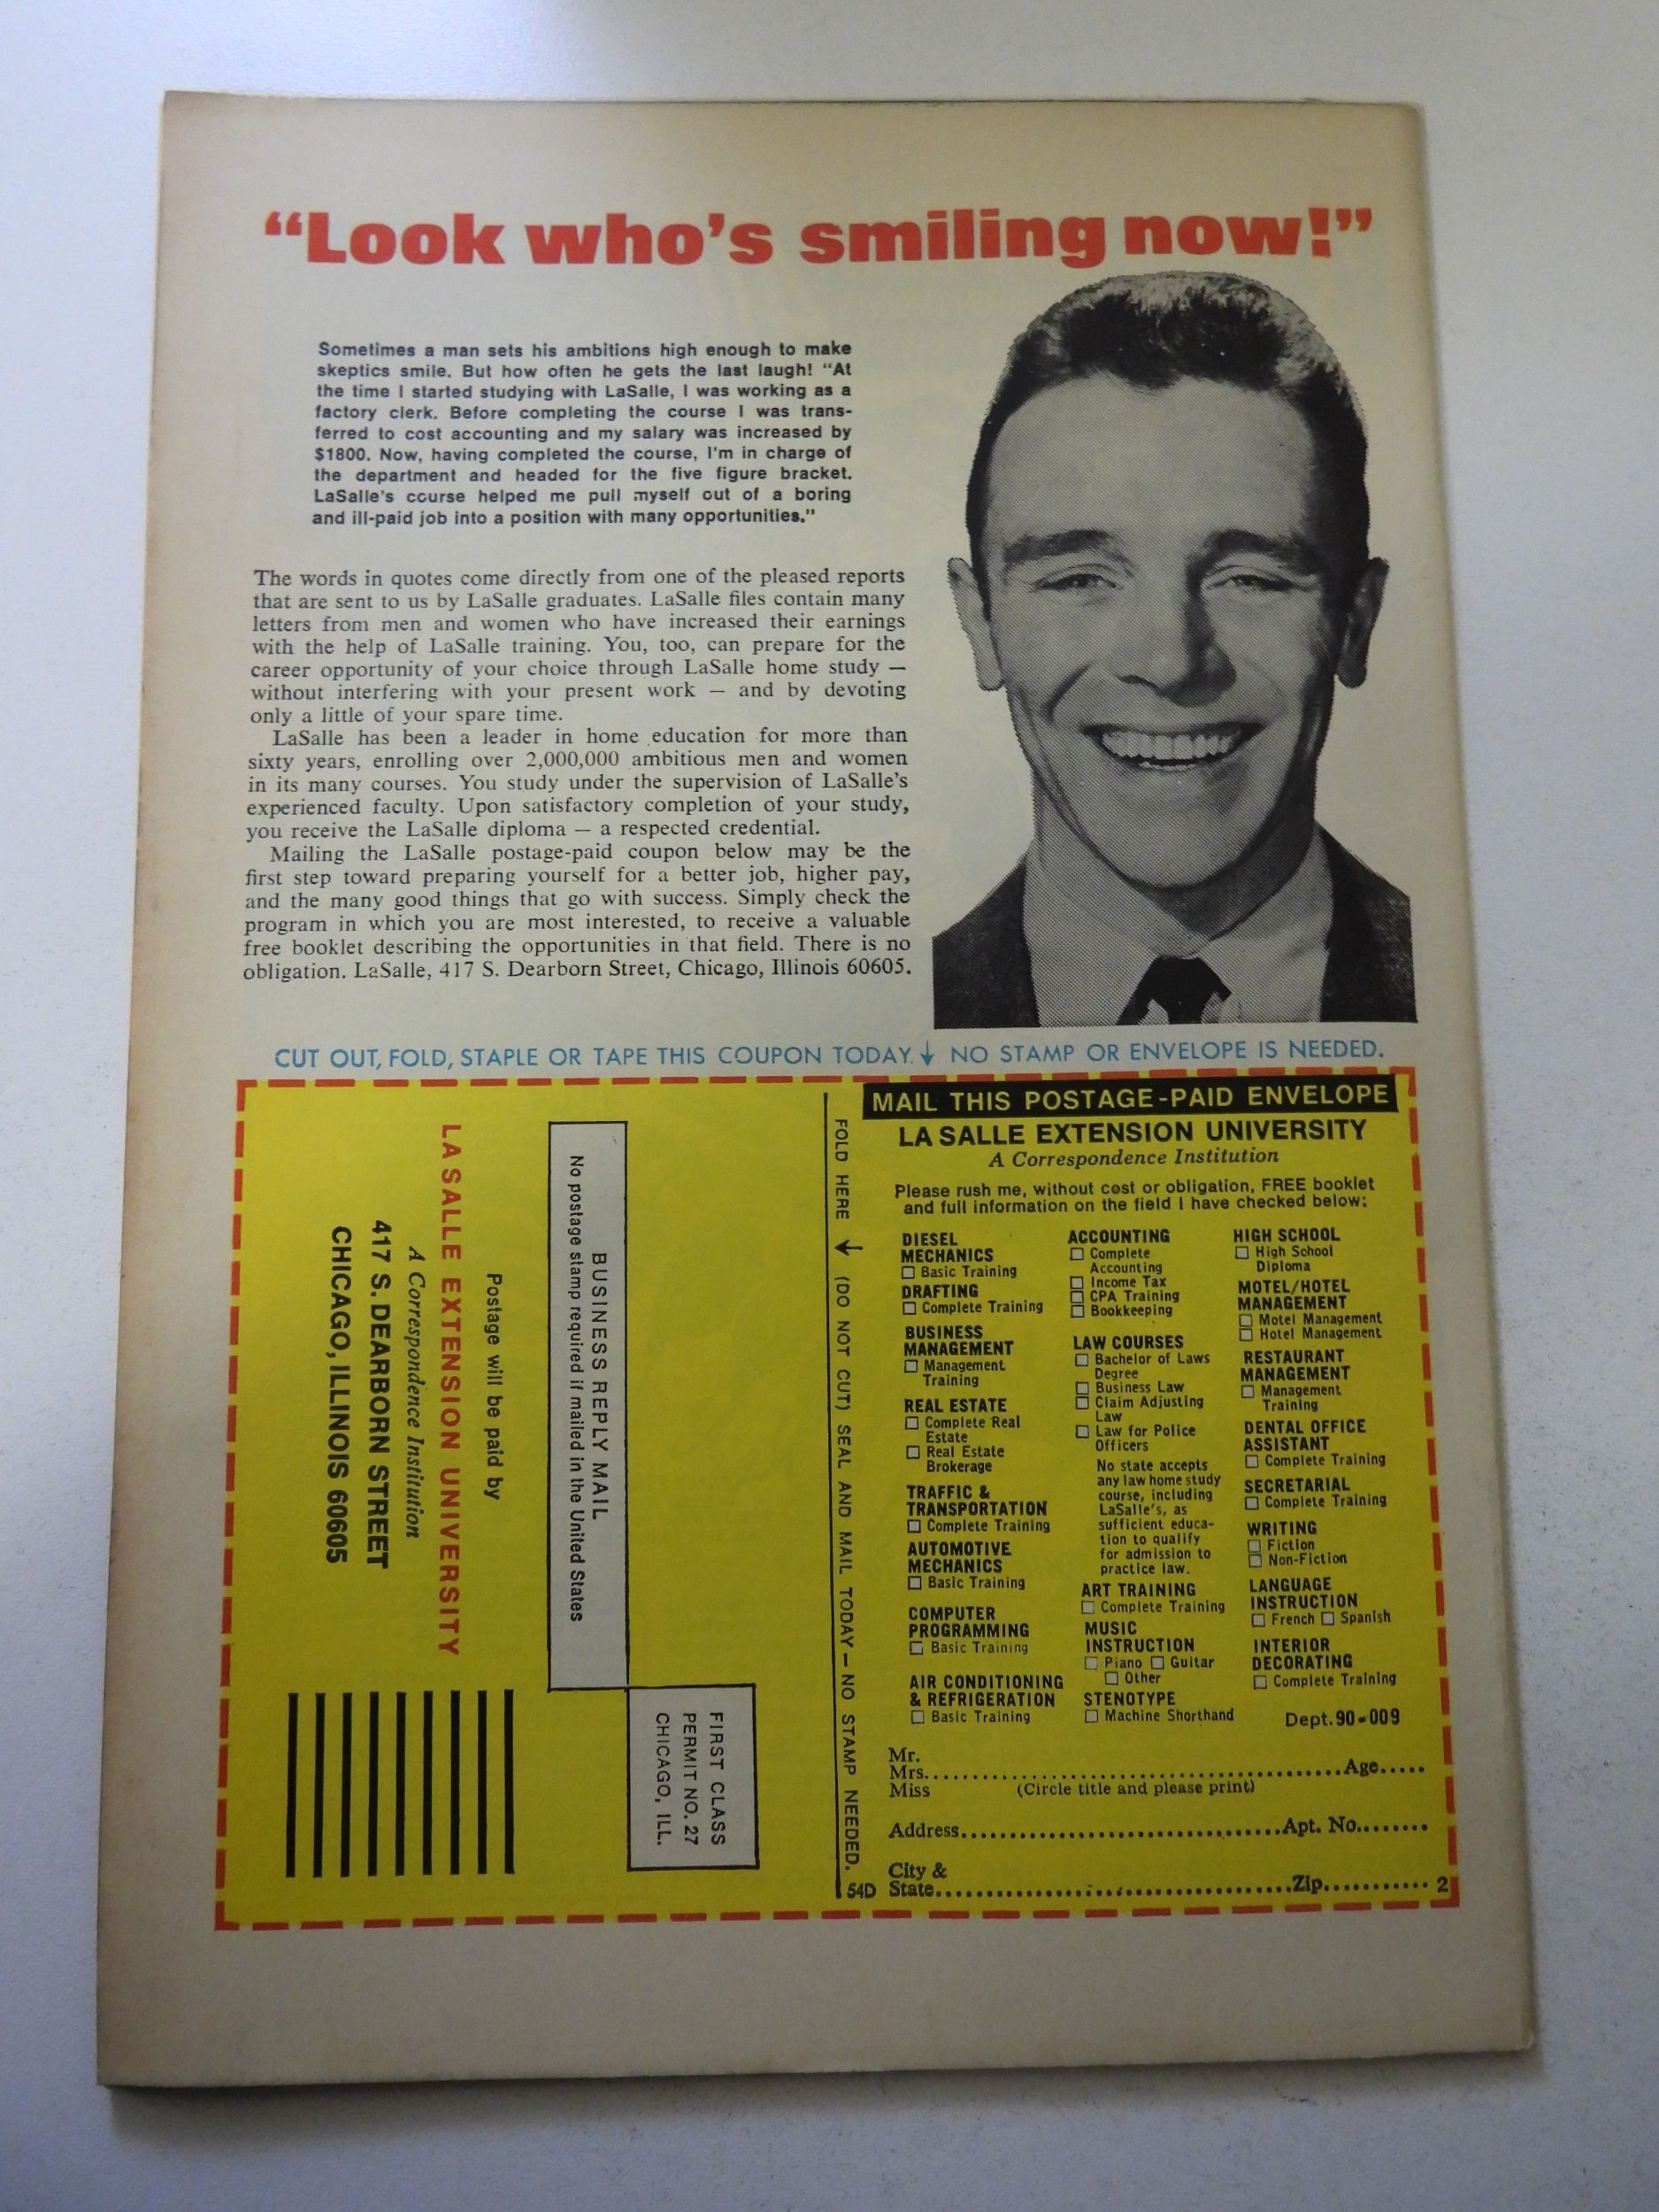 “Look who’s smiling now!”
Sometimes a man sets his ambitions high enough to make
skeptics smile. But how often he gets the last laugh! “At
the time I started studying with LaSalle, I was working as a
factory clerk. Before completing the course I was trans-
ferred to cost accounting and my salary was increased by
$1800. Now, having completed the course, I'm in charge of
the department and headed for the five figure bracket.
LaSalle's course helped me pull myself out of a boring
and ill-paid job into a position with many opportunities.”
The words in quotes come directly from one of the pleased reports
that are sent to us by LaSalle graduates. LaSalle files contain many
letters from men and women who have increased their earnings
with the help of LaSalle training. You, too, can prepare for the
career opportunity of your choice through LaSalle home study —
without interfering with your present work — and by devoting
only a little of your spare time.
LaSalle has been a leader in home education for more than
sixty years, enrolling over 2,000,000 ambitious men and women
in its many courses. You study under the supervision of LaSalle's
experienced faculty. Upon satisfactory completion of your study,
you receive the LaSalle diploma — a respected credential.
Mailing the LaSalle postage-paid coupon below may be the
first step toward preparing yourself for a better job, higher pay,
and the many good things that go with success. Simply check the
program in which you are most interested, to receive a valuable
free booklet describing the opportunities in that field. There is no
obligation. LaSalle, 417 S. Dearborn Street, Chicago, Illinois 60605.
CUT OUT, FOLD, STAPLE OR TAPE THIS COUPON TODAY. ↓ NO STAMP OR ENVELOPE IS NEEDED.
FIRST CLASS
PERMIT NO. 27
CHICAGO, ILL.
BUSINESS REPLY MAIL
No postage stamp required if mailed in the United States
Postage will be paid by
LA SALLE EXTENSION UNIVERSITY
A Correspondence Institution
417 S. DEARBORN STREET
CHICAGO, ILLINOIS 60605
FOLD HERE ↓ (DO NOT CUT) SEAL AND MAIL TODAY — NO STAMP NEEDED.
MAIL THIS POSTAGE-PAID ENVELOPE
LA SALLE EXTENSION UNIVERSITY
A Correspondence Institution
Please rush me, without cost or obligation, FREE booklet
and full information on the field I have checked below:
DIESEL
MECHANICS
☐ Basic Training
DRAFTING
☐ Complete Training
BUSINESS
MANAGEMENT
☐ Management
Training
REAL ESTATE
☐ Complete Real
Estate
☐ Real Estate
Brokerage
TRAFFIC &
TRANSPORTATION
☐ Complete Training
AUTOMOTIVE
MECHANICS
☐ Basic Training
COMPUTER
PROGRAMMING
☐ Basic Training
AIR CONDITIONING
& REFRIGERATION
☐ Basic Training
ACCOUNTING
☐ Complete
Accounting
☐ Income Tax
☐ CPA Training
☐ Bookkeeping
LAW COURSES
☐ Bachelor of Laws
Degree
☐ Business Law
☐ Claim Adjusting
Law
☐ Law for Police
Officers
No state accepts
any law home study
course, including
LaSalle's, as
sufficient educa-
tion to qualify
for admission to
practice law.
ART TRAINING
☐ Complete Training
MUSIC
INSTRUCTION
☐ Piano ☐ Guitar
☐ Other
STENOTYPE
☐ Machine Shorthand
HIGH SCHOOL
☐ High School
Diploma
MOTEL/HOTEL
MANAGEMENT
☐ Motel Management
☐ Hotel Management
RESTAURANT
MANAGEMENT
☐ Management
Training
DENTAL OFFICE
ASSISTANT
☐ Complete Training
SECRETARIAL
☐ Complete Training
WRITING
☐ Fiction
☐ Non-Fiction
LANGUAGE
INSTRUCTION
☐ French ☐ Spanish
INTERIOR
DECORATING
☐ Complete Training
Dept. 90-009
Mr.
Mrs. Age
Miss (Circle title and please print)
Address Apt. No.
City &
54D State Zip 2